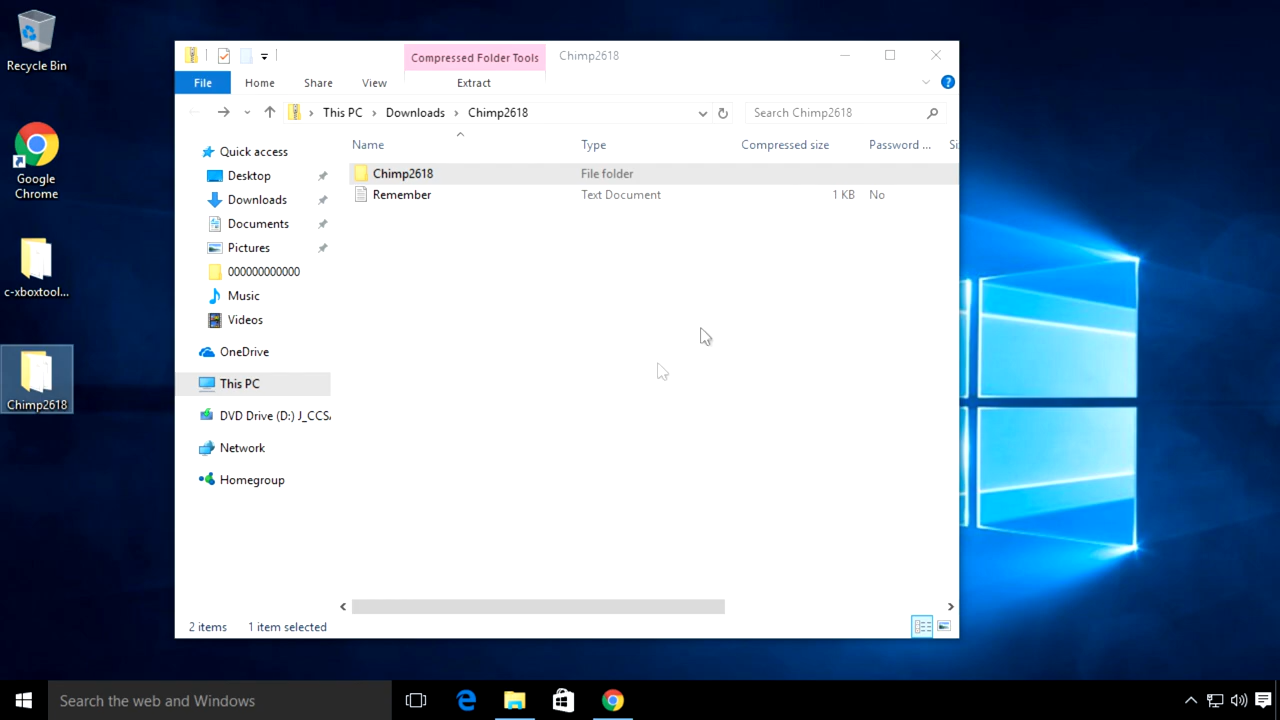 Recycle Bin
Google
Chrome
c-xboxtool...
Chimp2618
Compressed Folder Tools
Chimp2618
File
Home
Share
View
Extract
This PC
Downloads
Chimp2618
Search Chimp2618
Name
Type
Compressed size
Password ...
Si
Quick access
Desktop
Downloads
Documents
Pictures
000000000000
Music
Videos
OneDrive
This PC
DVD Drive (D:) J_CCSA
Network
Homegroup
Chimp2618
File folder
Remember
Text Document
1 KB
No
2 items
1 item selected
Search the web and Windows